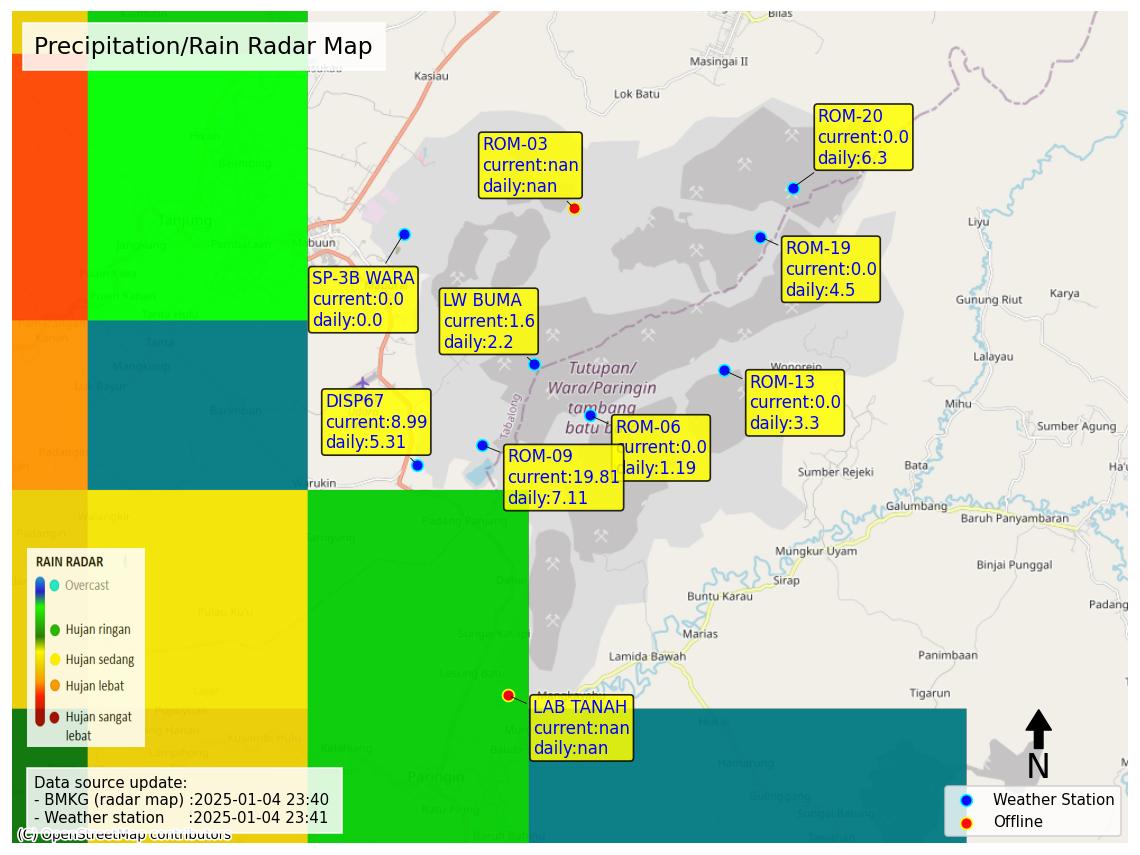 Precipitation/Rain Radar Map
Bilas
Masingai II
Kasiau
Lok Batu
ROM-20
current:0.0
daily:6.3
ROM-03
current:nan
daily:nan
Tanjung
Mabuun
Liyu
ROM-19
current:0.0
daily:4.5
SP-3B WARA
current:0.0
daily:0.0
LW BUMA
current:1.6
daily:2.2
Gunung Riut
Karya
Lalayau
Tutupan/
Wara/Paringin
tambang
batu
Wonorejo
ROM-13
current:0.0
daily:3.3
Mihu
DISP67
current:8.99
daily:5.31
Tabalong
ROM-06
current:0.0
daily:1.19
Sumber Agung
ROM-09
current:19.81
daily:7.11
Sumber Rejeki
Bata
Warukin
Galumbang
Baruh Panyambaran
Padang Panjang
Mungkur Uyam
Binjai Punggal
Sirap
Buntu Karau
Padang
Marias
Lamida Bawah
Panimbaan
Tigarun
RAIN RADAR
Overcast
Hujan ringan
Hujan sedang
Hujan lebat
Hujan sangat
lebat
LAB TANAH
current:nan
daily:nan
Paringin
N
Data source update:
- BMKG (radar map) :2025-01-04 23:40
- Weather station :2025-01-04 23:41
Weather Station
Offline
(C) OpenStreetMap contributors